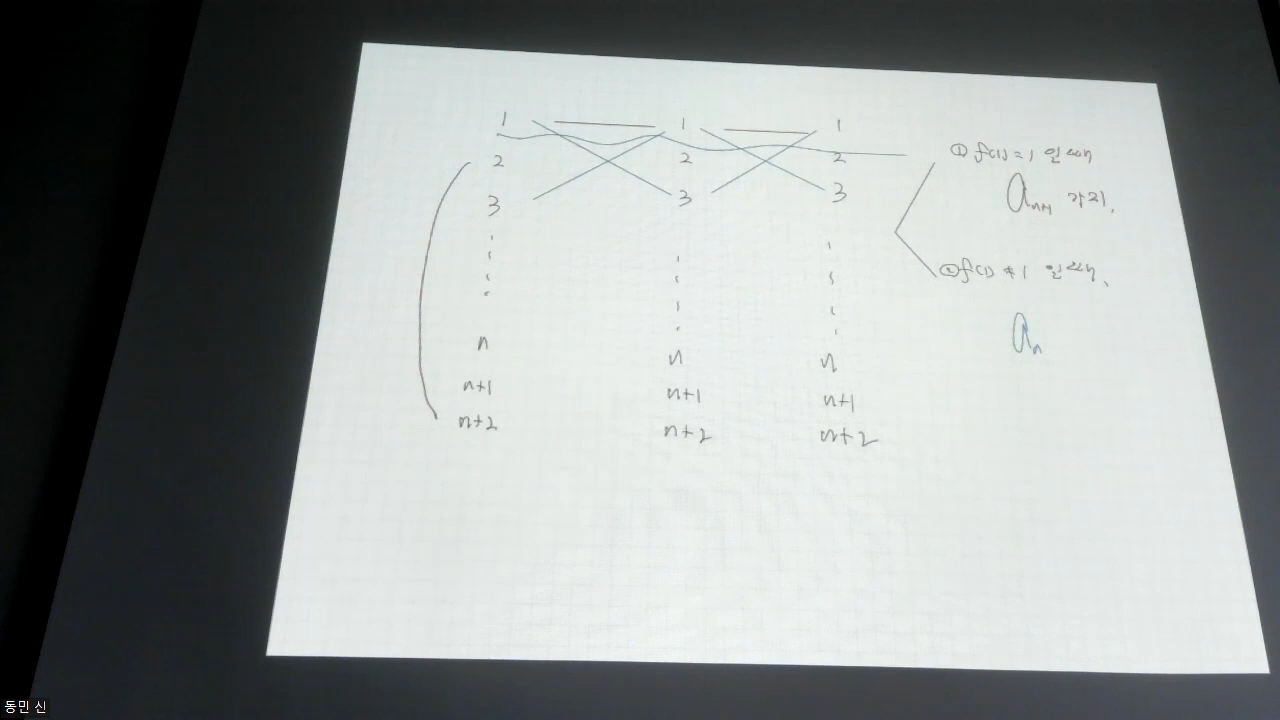 1 1 1
2 2 2
3 3 3
n n n
n+1 n+1 n+1
n+2 n+2 n+2
① f(1)=1 일때
a_{n+1} 가지.
② f(1)≠1 일때,
a_n
동민 신